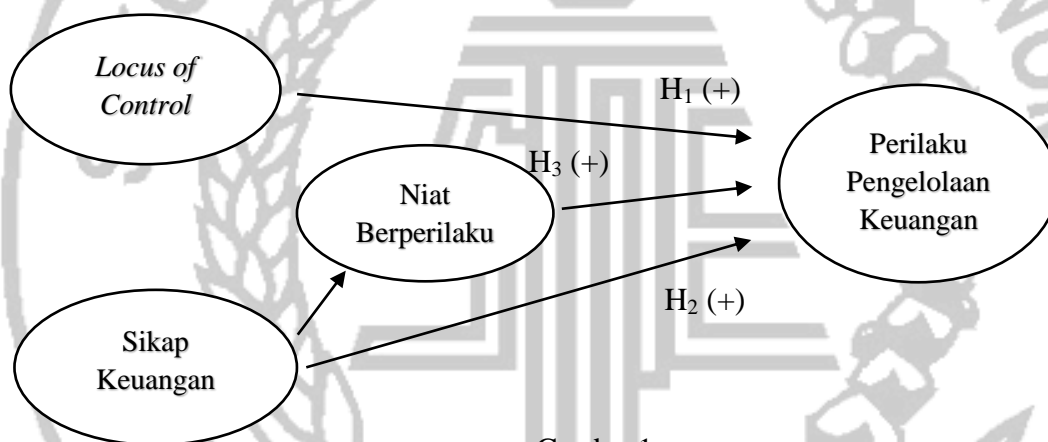 Locus of
Control
H₁ (+)
Perilaku
Pengelolaan
Keuangan
H₃ (+)
Niat
Berperilaku
H₂ (+)
Sikap
Keuangan